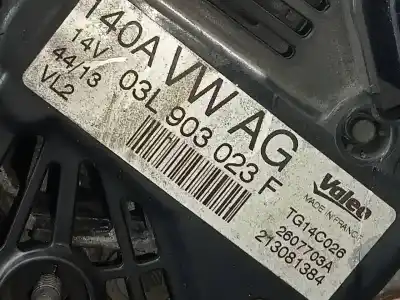 140A VW AG
14V 03L 903 023 F
44/13
VL2
Valeo
MADE IN FRANCE
TG14C026
2607703A
213081384